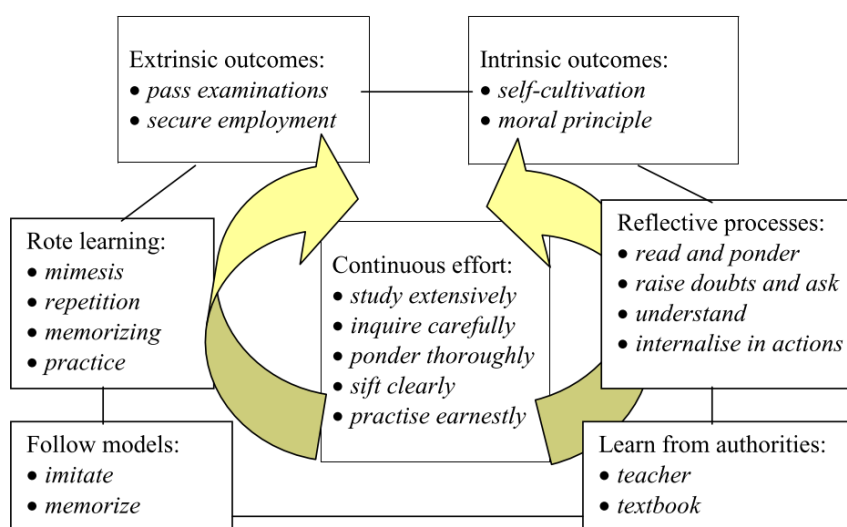 Extrinsic outcomes:
● pass examinations
● secure employment
Intrinsic outcomes:
● self-cultivation
● moral principle
Rote learning:
● mimesis
● repetition
● memorizing
● practice
Continuous effort:
● study extensively
● inquire carefully
● ponder thoroughly
● sift clearly
● practise earnestly
Reflective processes:
● read and ponder
● raise doubts and ask
● understand
● internalise in actions
Follow models:
● imitate
● memorize
Learn from authorities:
● teacher
● textbook